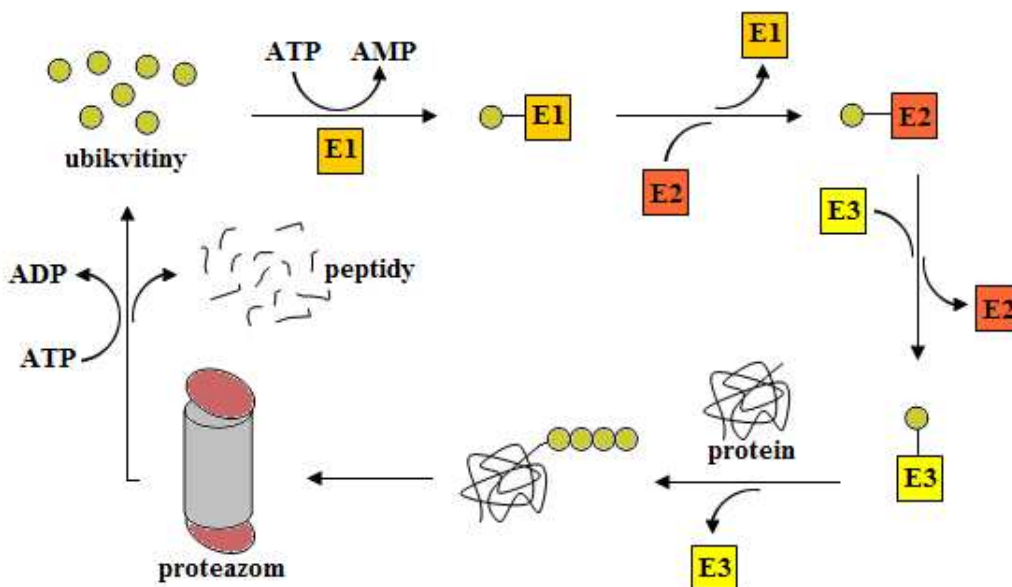 E1
ATP AMP
E1
E1
E2
E2
ubikvitiny
E3
peptidy
ADP
E2
ATP
protein
E3
proteazom
E3